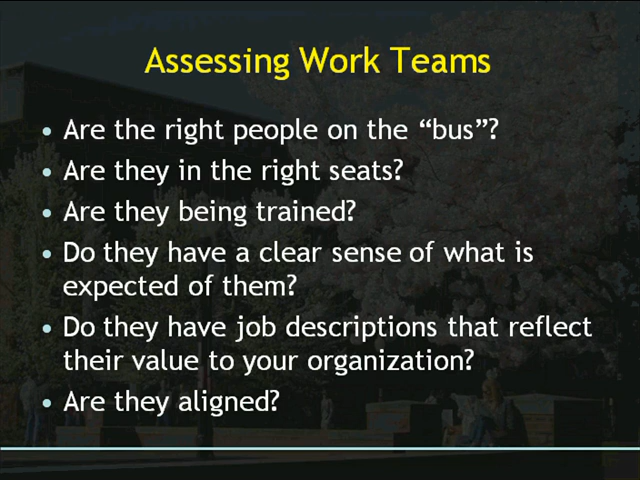 Assessing Work Teams
• Are the right people on the “bus”?
• Are they in the right seats?
• Are they being trained?
• Do they have a clear sense of what is
expected of them?
• Do they have job descriptions that reflect
their value to your organization?
• Are they aligned?